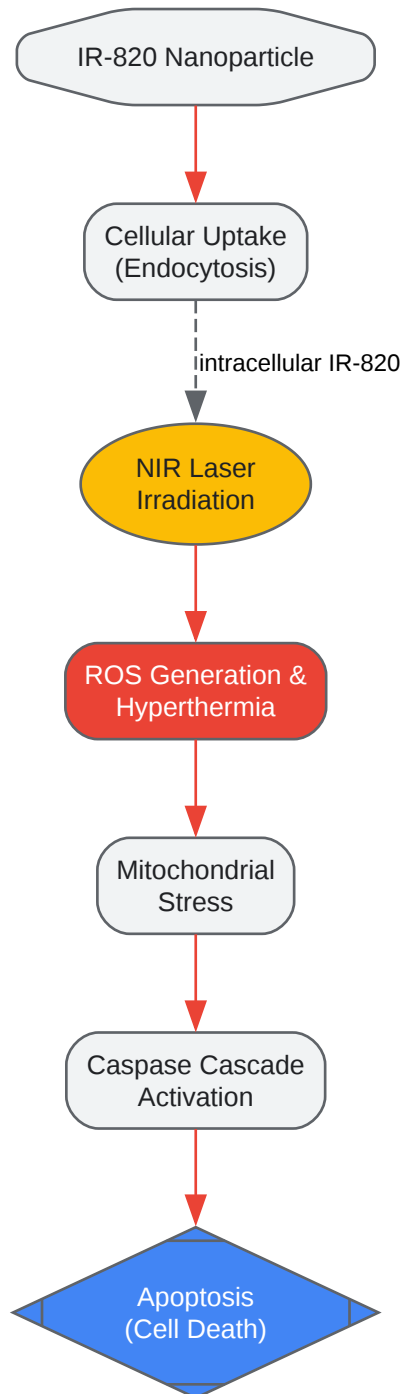 IR-820 Nanoparticle
Cellular Uptake
(Endocytosis)
intracellular IR-820
NIR Laser
Irradiation
ROS Generation &
Hyperthermia
Mitochondrial
Stress
Caspase Cascade
Activation
Apoptosis
(Cell Death)